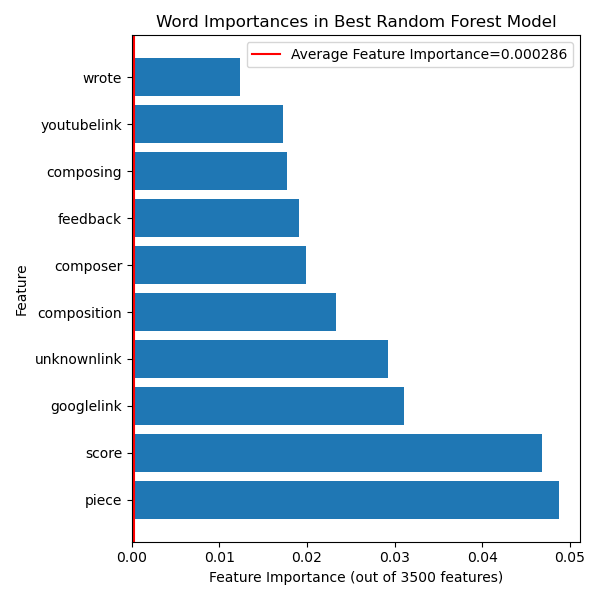 Word Importances in Best Random Forest Model
Average Feature Importance=0.000286
wrote
youtubelink
composing
feedback
composer
composition
unknownlink
googlelink
score
piece
Feature
0.00 0.01 0.02 0.03 0.04 0.05
Feature Importance (out of 3500 features)